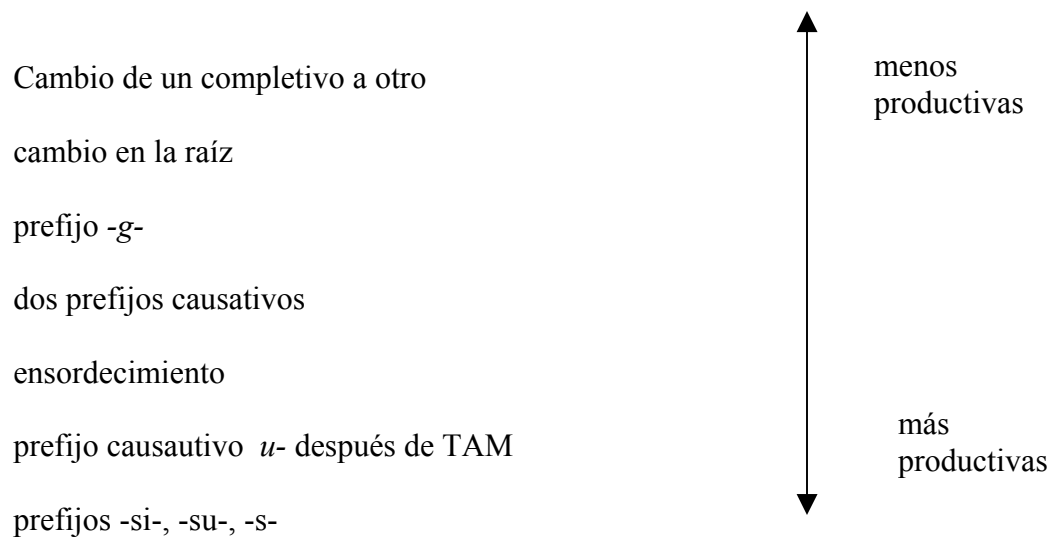 Cambio de un completivo a otro
menos
productivas
cambio en la raíz
prefijo -g-
dos prefijos causativos
ensordecimiento
prefijo causautivo u- después de TAM
más
productivas
prefijos -si-, -su-, -s-